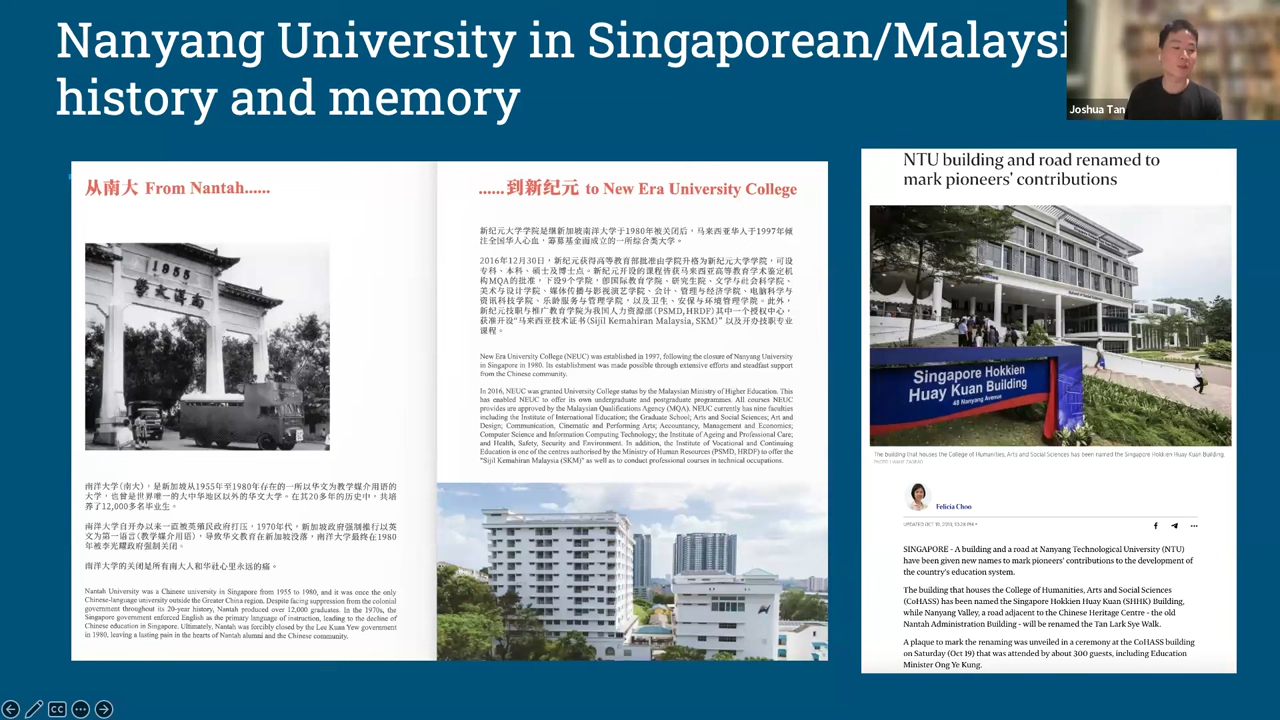 Nanyang University in Singaporean/Malaysi
history and memory
Joshua Tan
从南大 From Nantah......
1955
學大洋南
南洋大学(南大),是新加坡从1955年至1980年存在的一所以华文为教学媒介用语的
大学,也曾是世界唯一的大中华地区以外的华文大学。在其20多年的历史中,共培
养了12,000多名毕业生。
南洋大学自开办以来一直被英殖民政府打压,1970年代,新加坡政府强制推行以英
文为第一语言(教学媒介用语),导致华文教育在新加坡没落,南洋大学最终在1980
年被李光耀政府强制关闭。
南洋大学的关闭是所有南大人和华社心里永远的痛。
Nantah University was a Chinese university in Singapore from 1955 to 1980, and it was once the only
Chinese-language university outside the Greater China region. Despite facing suppression from the colonial
government throughout its 20-year history, Nantah produced over 12,000 graduates. In the 1970s, the
Singapore government enforced English as the primary language of instruction, leading to the decline of
Chinese education in Singapore. Ultimately, Nantah was forcibly closed by the Lee Kuan Yew government
in 1980, leaving a lasting pain in the hearts of Nantah alumni and the Chinese community.
......到新纪元 to New Era University College
新纪元大学学院是继新加坡南洋大学于1980年被关闭后,马来西亚华人于1997年倾
注全国华人心血,筹募基金而成立的一所综合类大学。
2016年12月30日,新纪元获得高等教育部批准由学院升格为新纪元大学学院,可设
专科、本科、硕士及博士点。新纪元开设的课程皆获马来西亚高等教育学术鉴定机
构MQA的批准,下设9个学院,即国际教育学院、研究生院、文学与社会科学院、
美术与设计学院、媒体传播与影视演艺学院、会计、管理与经济学院、电脑科学与
资讯科技学院、乐龄服务与管理学院,以及卫生、安保与环境管理学院。此外,
新纪元技职与推广教育学院为我国人力资源部(PSMD, HRDF)其中一个授权中心,
获准开设“马来西亚技术证书(Sijil Kemahiran Malaysia, SKM)”以及开办技职专业
课程。
New Era University College (NEUC) was established in 1997, following the closure of Nanyang University
in Singapore in 1980. Its establishment was made possible through extensive efforts and steadfast support
from the Chinese community.
In 2016, NEUC was granted University College status by the Malaysian Ministry of Higher Education. This
has enabled NEUC to offer its own undergraduate and postgraduate programmes. All courses NEUC
provides are approved by the Malaysian Qualifications Agency (MQA). NEUC currently has nine faculties
including the Institute of International Education; the Graduate School; Arts and Social Sciences; Art
and Design; Communication, Cinematic and Performing Arts; Accountancy, Management and Economics;
Computer Science and Information Computing Technology; the Institute of Ageing and Professional Care;
and Health, Safety, Security and Environment. In addition, the Institute of Vocational and Continuing
Education is one of the centres authorised by the Ministry of Human Resources (PSMD, HRDF) to offer the
"Sijil Kemahiran Malaysia (SKM)" as well as to conduct professional courses in technical occupations.
NTU building and road renamed to
mark pioneers' contributions
Singapore Hokkien
Huay Kuan Building
48 Nanyang Avenue
The building that houses the College of Humanities, Arts and Social Sciences has been named the Singapore Hokkien Huay Kuan Building.
Felicia Choo
SINGAPORE - A building and a road at Nanyang Technological University (NTU)
have been given new names to mark pioneers' contributions to the development of
the country's education system.
The building that houses the College of Humanities, Arts and Social Sciences
(CoHASS) has been named the Singapore Hokkien Huay Kuan (SHHK) Building,
while Nanyang Valley, a road adjacent to the Chinese Heritage Centre - the old
Nantah Administration Building - will be renamed the Tan Lark Sye Walk.
A plaque to mark the renaming was unveiled in a ceremony at the CoHASS building
on Saturday (Oct 19) that was attended by about 300 guests, including Education
Minister Ong Ye Kung.
CC